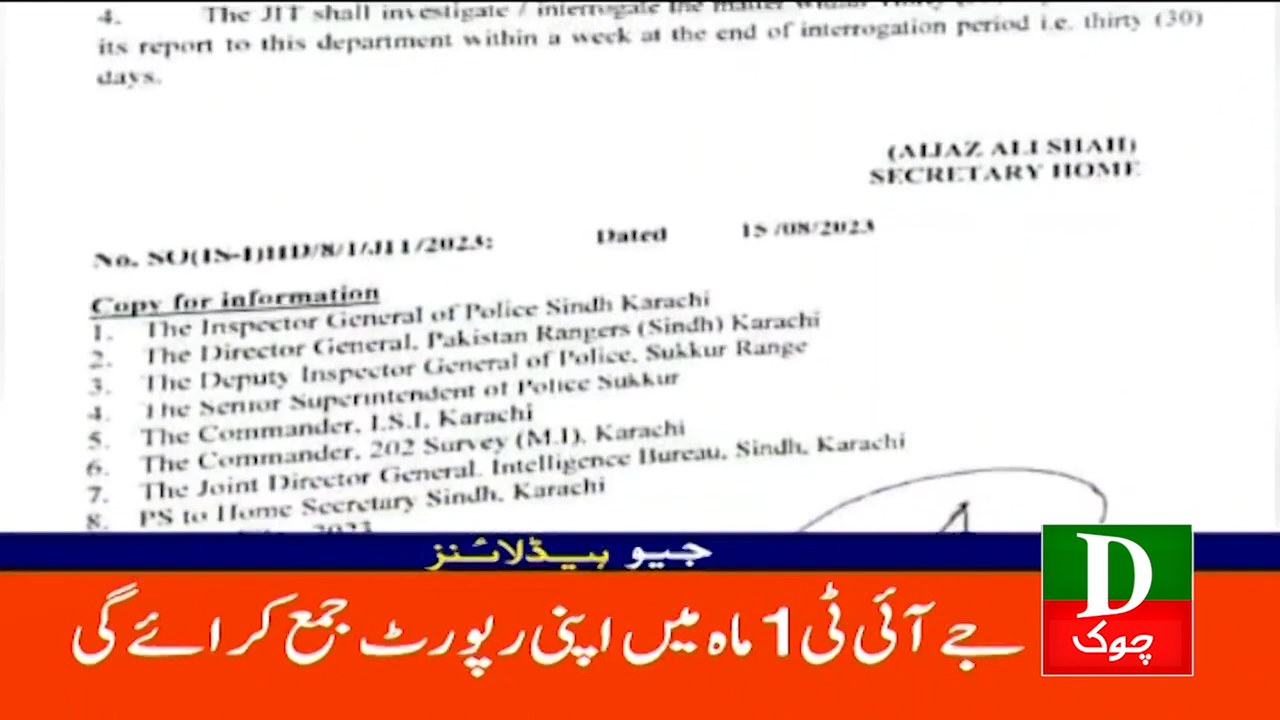 4. The JIT shall investigate / interrogate the matter within
its report to this department within a week at the end of interrogation period i.e. thirty (30)
days.
(AIJAZ ALI SHAH)
SECRETARY HOME
No. SO(IS-I)HD/8/1/JIT/2023: Dated 15 /08/2023
Copy for information
1. The Inspector General of Police Sindh Karachi
2. The Director General, Pakistan Rangers (Sindh) Karachi
3. The Deputy Inspector General of Police, Sukkur Range
4. The Senior Superintendent of Police Sukkur
5. The Commander, I.S.I, Karachi
6. The Commander, 202 Survey (M.I), Karachi
7. The Joint Director General, Intelligence Bureau, Sindh, Karachi
8. PS to Home Secretary Sindh, Karachi
2023
جیو ہیڈلائنز
جے آئی ٹی 1 ماہ میں اپنی رپورٹ جمع کرائے گی
D
چوک